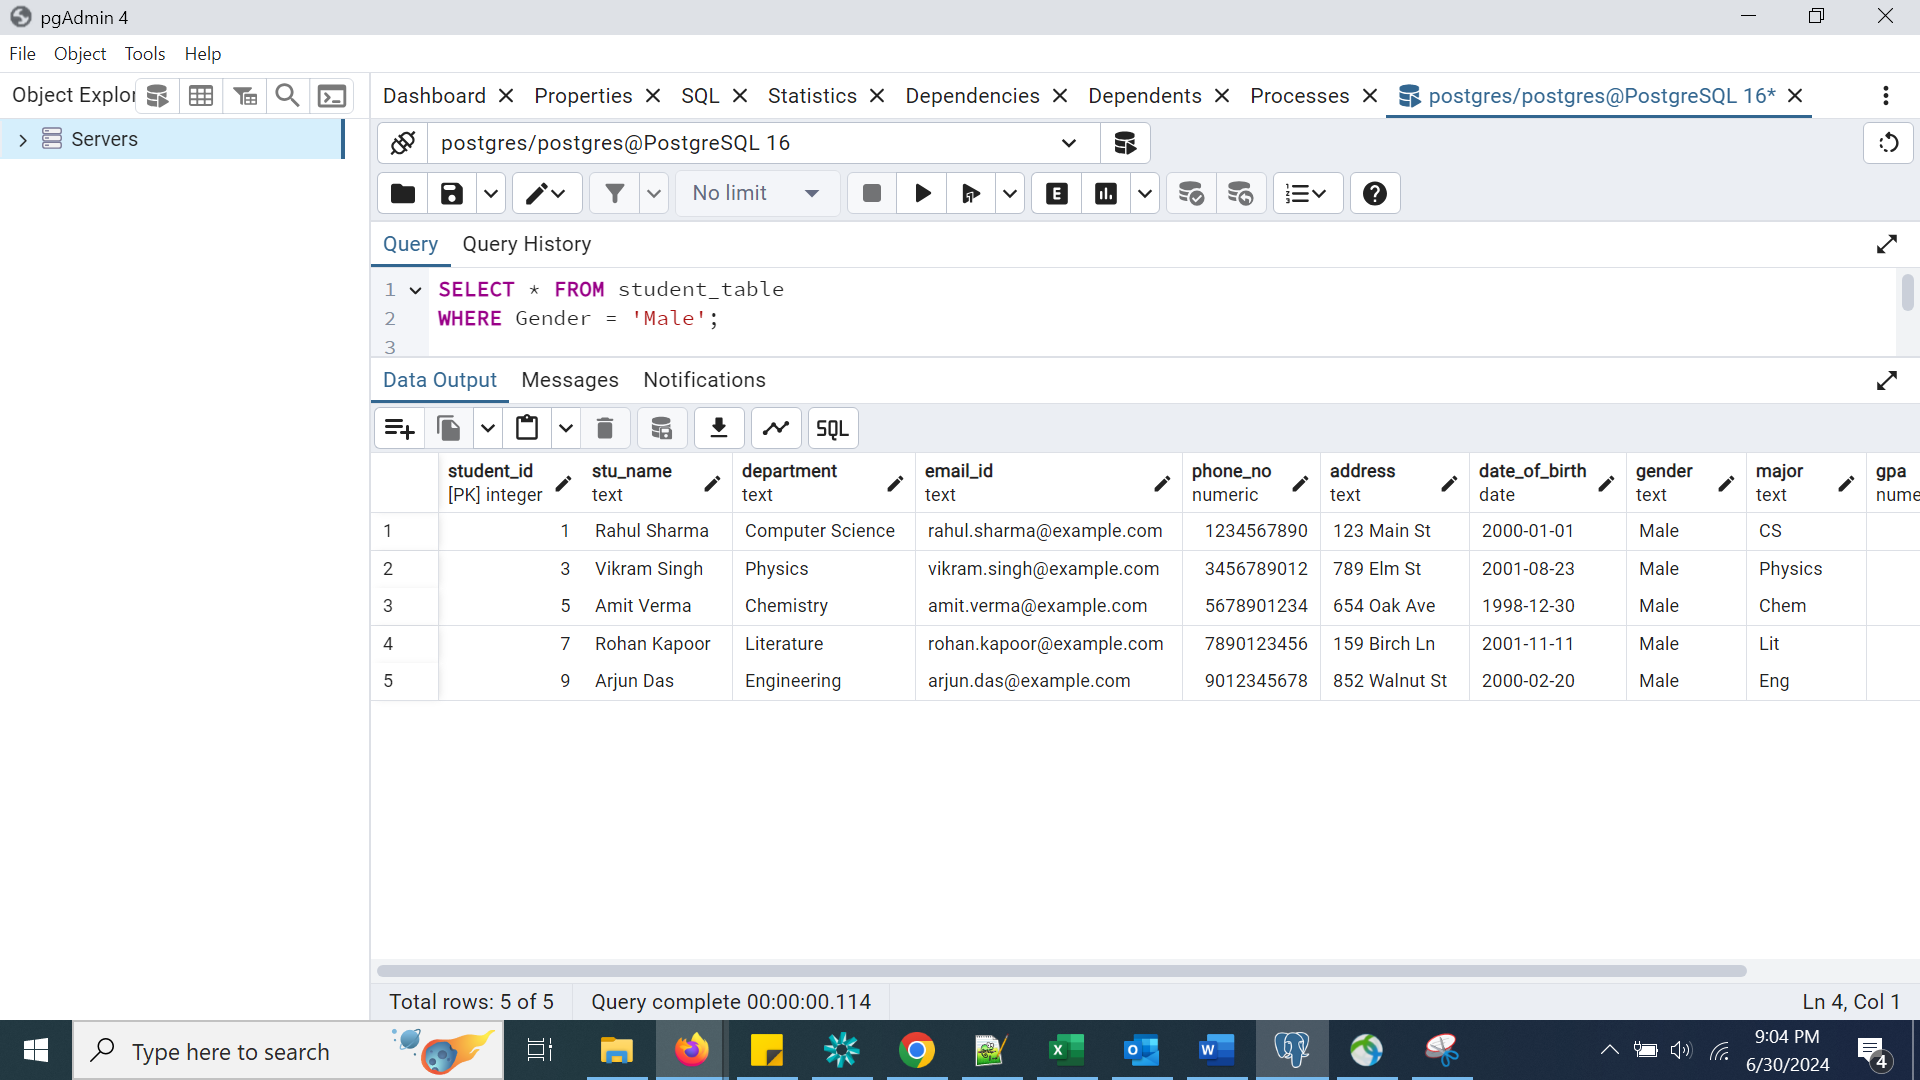 pgAdmin 4
File Object Tools Help
Object Explor
Dashboard Properties SQL Statistics Dependencies Dependents Processes postgres/postgres@PostgreSQL 16*
Servers
postgres/postgres@PostgreSQL 16
No limit E
Query Query History
1 SELECT * FROM student_table
2 WHERE Gender = 'Male';
3
Data Output Messages Notifications
SQL
student_id stu_name department email_id phone_no address date_of_birth gender major gpa
[PK] integer text text text numeric text date text text nume
1 1 Rahul Sharma Computer Science rahul.sharma@example.com 1234567890 123 Main St 2000-01-01 Male CS
2 3 Vikram Singh Physics vikram.singh@example.com 3456789012 789 Elm St 2001-08-23 Male Physics
3 5 Amit Verma Chemistry amit.verma@example.com 5678901234 654 Oak Ave 1998-12-30 Male Chem
4 7 Rohan Kapoor Literature rohan.kapoor@example.com 7890123456 159 Birch Ln 2001-11-11 Male Lit
5 9 Arjun Das Engineering arjun.das@example.com 9012345678 852 Walnut St 2000-02-20 Male Eng
Total rows: 5 of 5 Query complete 00:00:00.114 Ln 4, Col 1
Type here to search
9:04 PM
6/30/2024
4